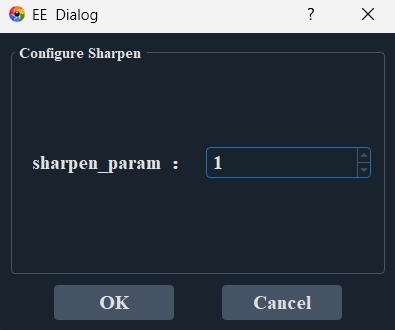 EE Dialog
?
Configure Sharpen
sharpen_param : 1
OK Cancel